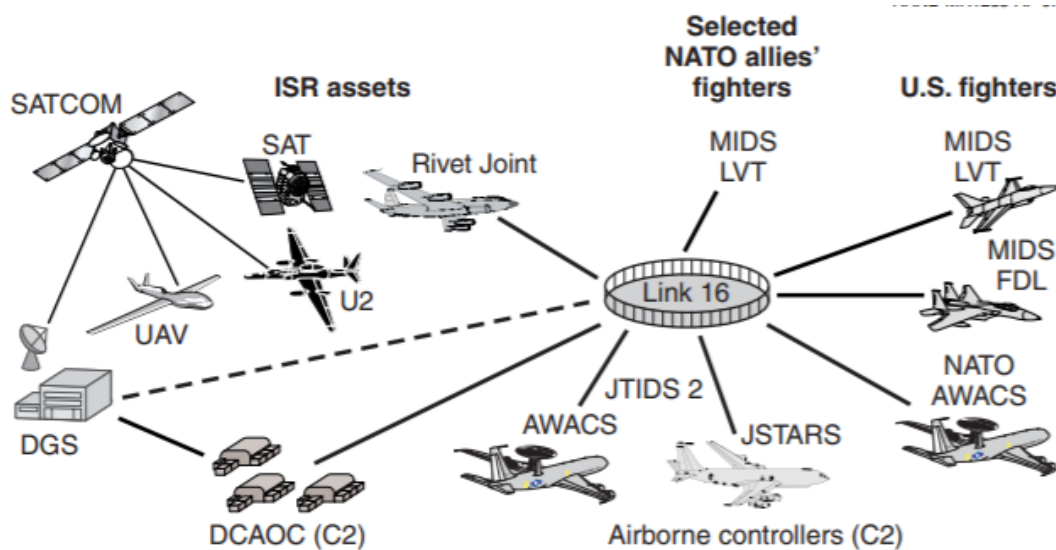 Selected
NATO allies'
fighters
U.S. fighters
ISR assets
SATCOM
SAT
Rivet Joint
MIDS
LVT
MIDS
LVT
MIDS
FDL
Link 16
UAV
U2
DGS
JTIDS 2
AWACS
JSTARS
NATO
AWACS
DCAOC (C2)
Airborne controllers (C2)